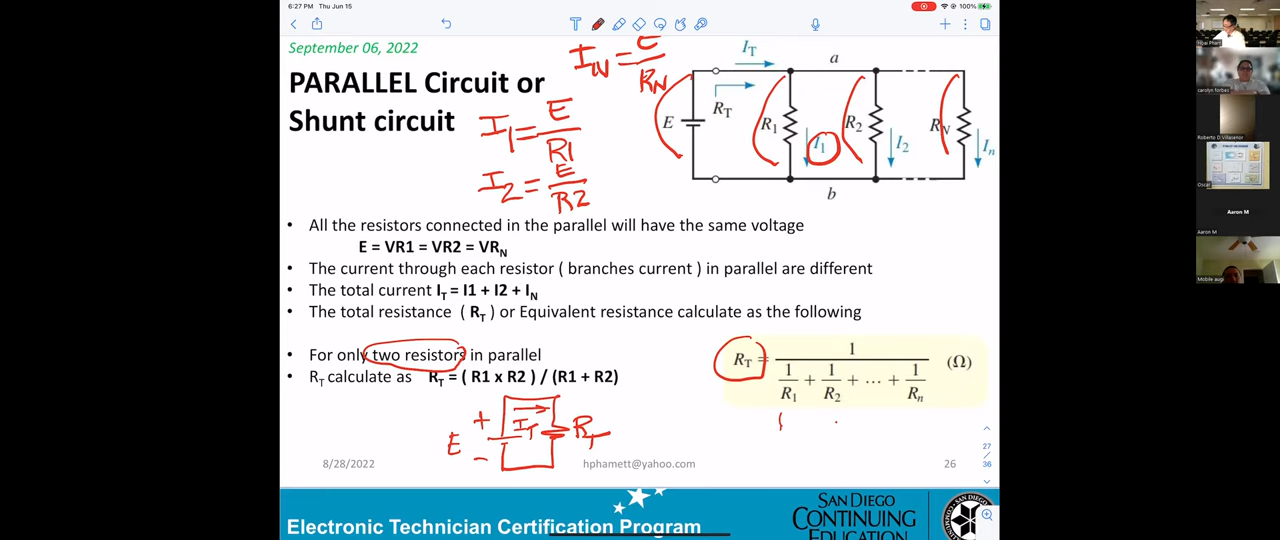 6:27 PM Thu Jun 15
100%
September 06, 2022
PARALLEL Circuit or
Shunt circuit
I_N = E / R_N
I_1 = E / R1
I_2 = E / R2
I_T
a
R_T
E
R_1
I_1
R_2
I_2
R_N
I_n
b
• All the resistors connected in the parallel will have the same voltage
E = VR1 = VR2 = VR_N
• The current through each resistor ( branches current ) in parallel are different
• The total current I_T = I1 + I2 + I_N
• The total resistance ( R_T ) or Equivalent resistance calculate as the following
• For only two resistors in parallel
• R_T calculate as R_T = ( R1 x R2 ) / (R1 + R2)
R_T = 1 / (1/R_1 + 1/R_2 + ... + 1/R_n) (Ω)
E + − I_T R_T
8/28/2022
hphamett@yahoo.com
26
27
36
Electronic Technician Certification Program
SAN DIEGO
CONTINUING
EDUCATION
carolyn forbes
Roberto D Villasenor
Oscar
Aaron M
Aaron M